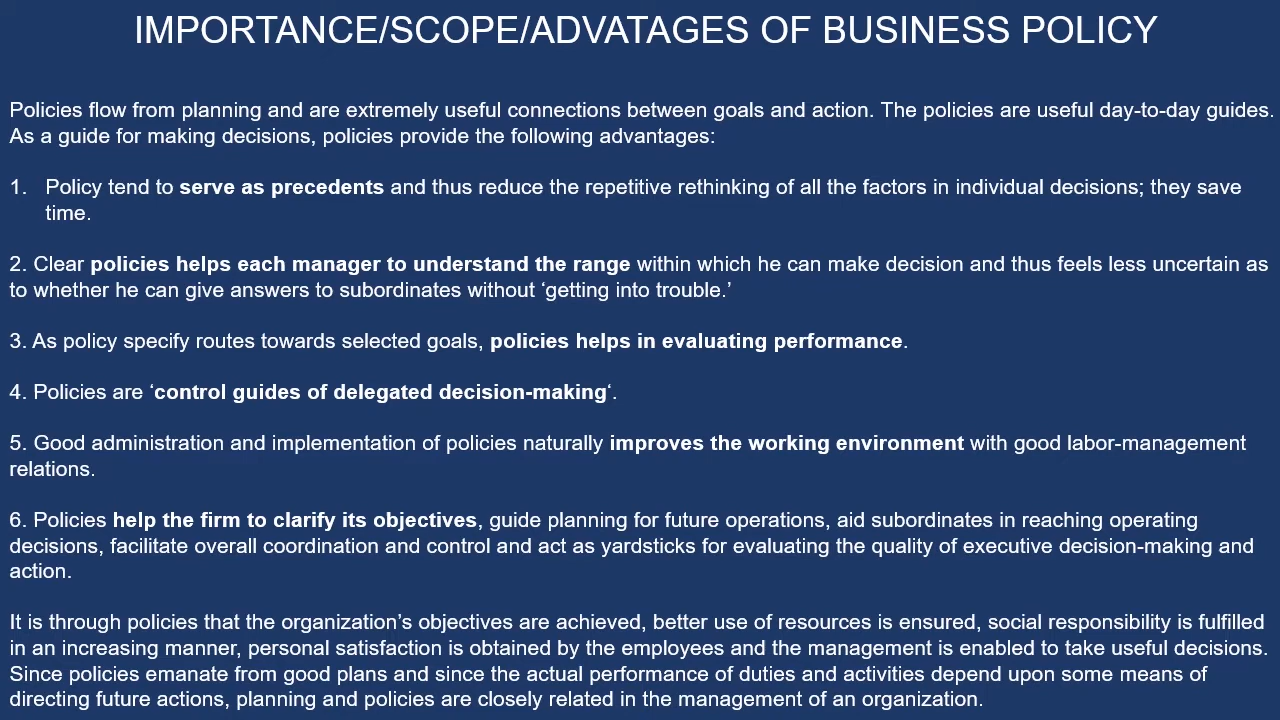 IMPORTANCE/SCOPE/ADVATAGES OF BUSINESS POLICY
Policies flow from planning and are extremely useful connections between goals and action. The policies are useful day-to-day guides.
As a guide for making decisions, policies provide the following advantages:
1. Policy tend to serve as precedents and thus reduce the repetitive rethinking of all the factors in individual decisions; they save
time.
2. Clear policies helps each manager to understand the range within which he can make decision and thus feels less uncertain as
to whether he can give answers to subordinates without ‘getting into trouble.’
3. As policy specify routes towards selected goals, policies helps in evaluating performance.
4. Policies are ‘control guides of delegated decision-making‘.
5. Good administration and implementation of policies naturally improves the working environment with good labor-management
relations.
6. Policies help the firm to clarify its objectives, guide planning for future operations, aid subordinates in reaching operating
decisions, facilitate overall coordination and control and act as yardsticks for evaluating the quality of executive decision-making and
action.
It is through policies that the organization’s objectives are achieved, better use of resources is ensured, social responsibility is fulfilled
in an increasing manner, personal satisfaction is obtained by the employees and the management is enabled to take useful decisions.
Since policies emanate from good plans and since the actual performance of duties and activities depend upon some means of
directing future actions, planning and policies are closely related in the management of an organization.